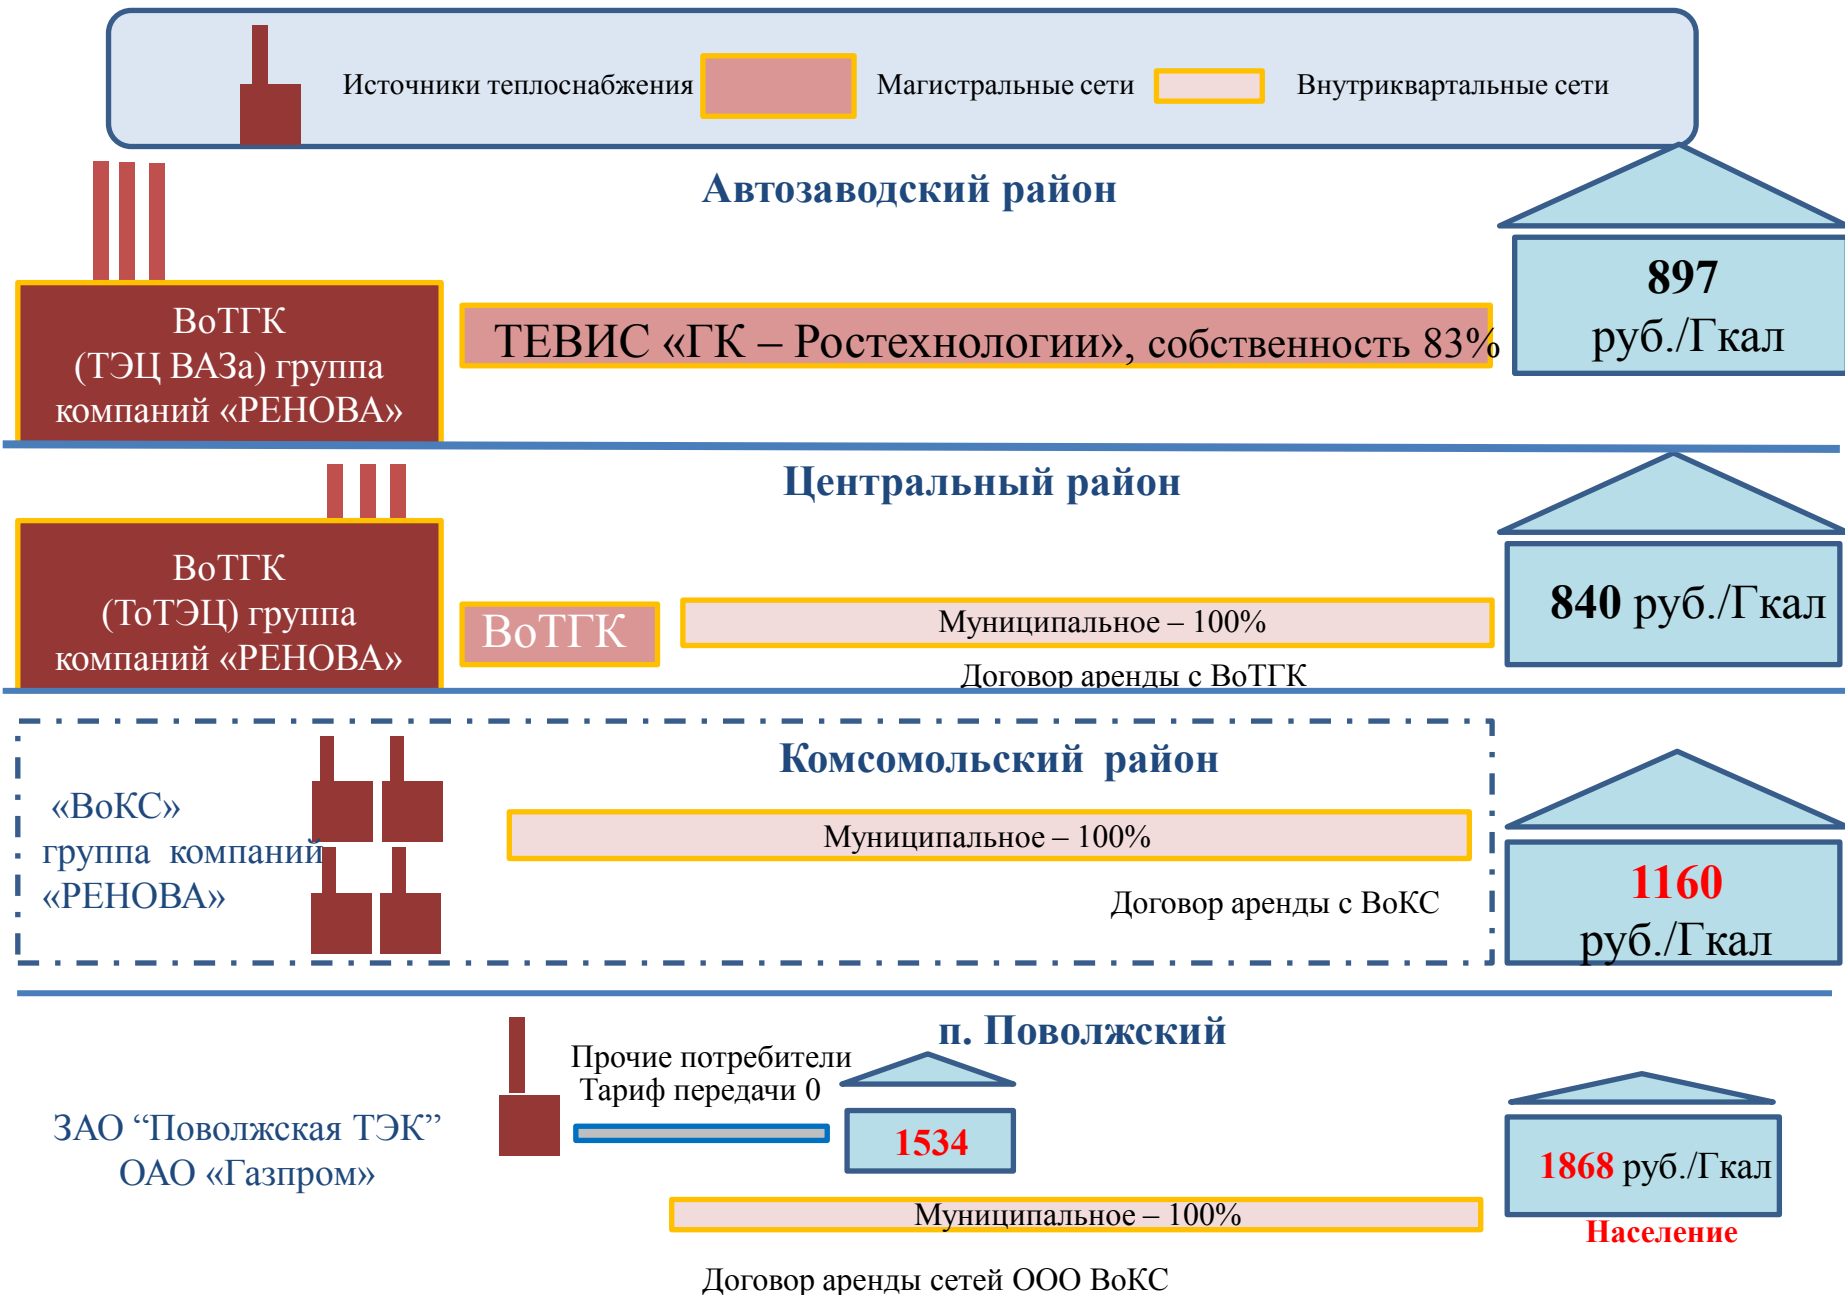 Источники теплоснабжения
Магистральные сети
Внутриквартальные сети
Автозаводский район
ВоТГК
(ТЭЦ ВАЗа) группа
компаний «РЕНОВА»
ТЕВИС «ГК – Ростехнологии», собственность 83%
897
руб./Гкал
Центральный район
ВоТГК
(ТоТЭЦ) группа
компаний «РЕНОВА»
ВоТГК
Муниципальное – 100%
Договор аренды с ВоТГК
840 руб./Гкал
Комсомольский район
«ВоКС»
группа компаний
«РЕНОВА»
Муниципальное – 100%
Договор аренды с ВоКС
1160
руб./Гкал
п. Поволжский
Прочие потребители
Тариф передачи 0
ЗАО “Поволжская ТЭК”
ОАО «Газпром»
1534
1868 руб./Гкал
Население
Муниципальное – 100%
Договор аренды сетей ООО ВоКС